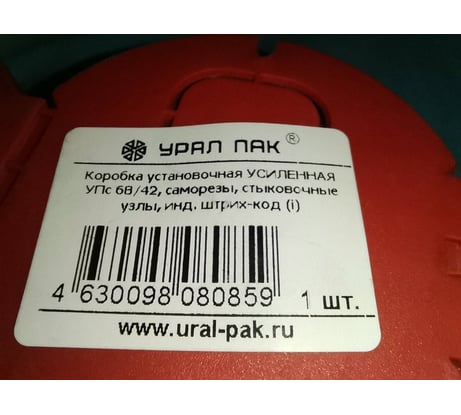 УРАЛ ПАК ®
Коробка установочная УСИЛЕННАЯ
УПс 68/42, саморезы, стыковочные
узлы, инд. штрих-код (i)
4 630098 080859 1 шт.
www.ural-pak.ru